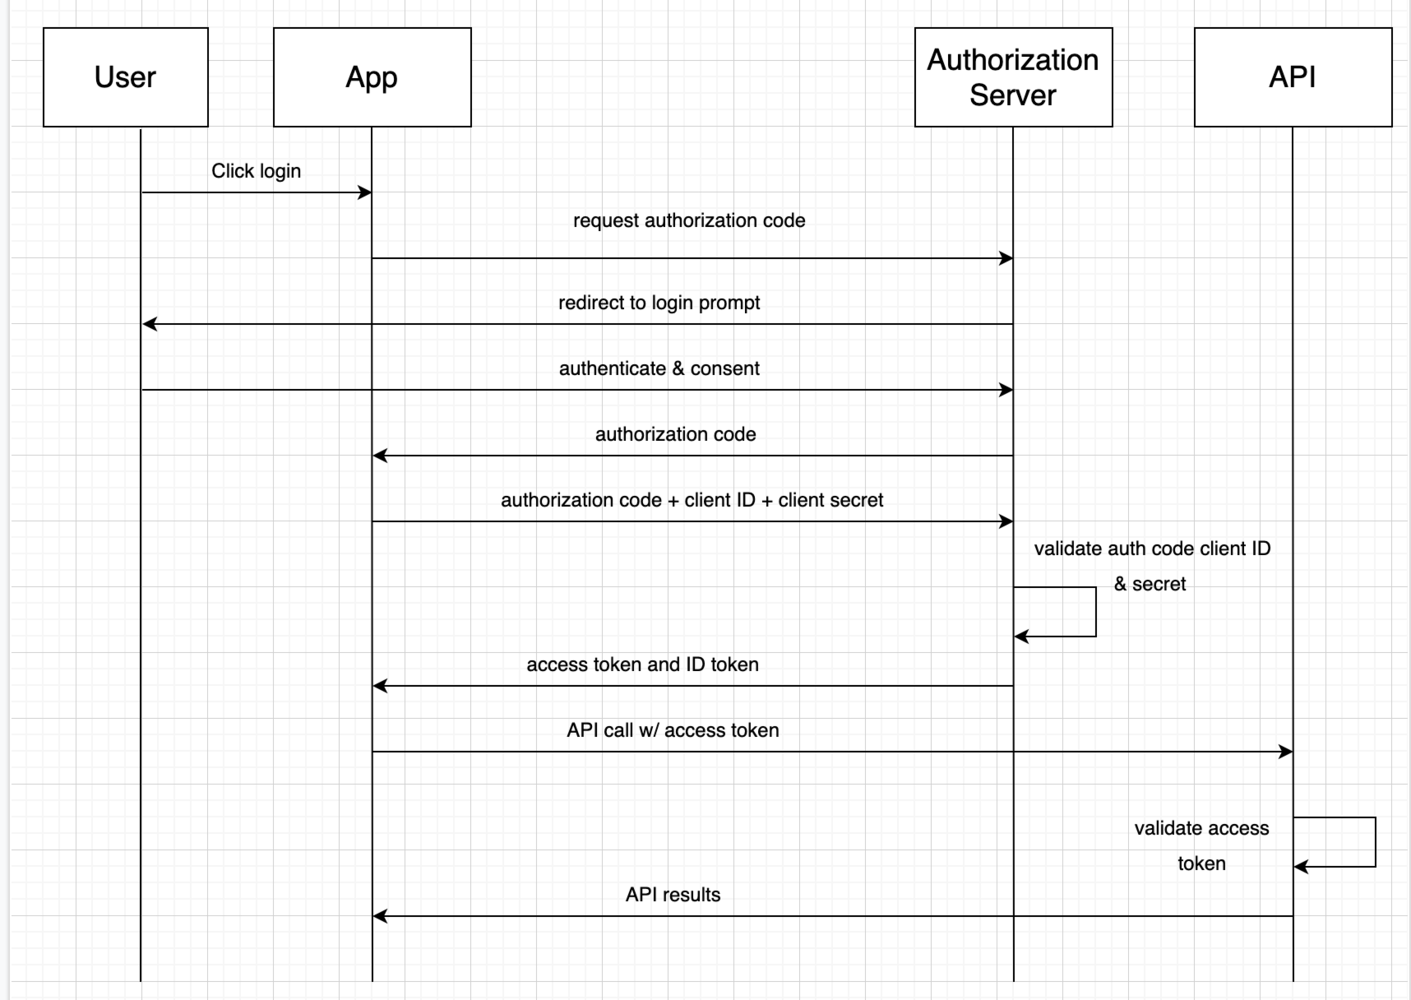 User
App
Authorization
Server
API
Click login
request authorization code
redirect to login prompt
authenticate & consent
authorization code
authorization code + client ID + client secret
validate auth code client ID
& secret
access token and ID token
API call w/ access token
validate access
token
API results